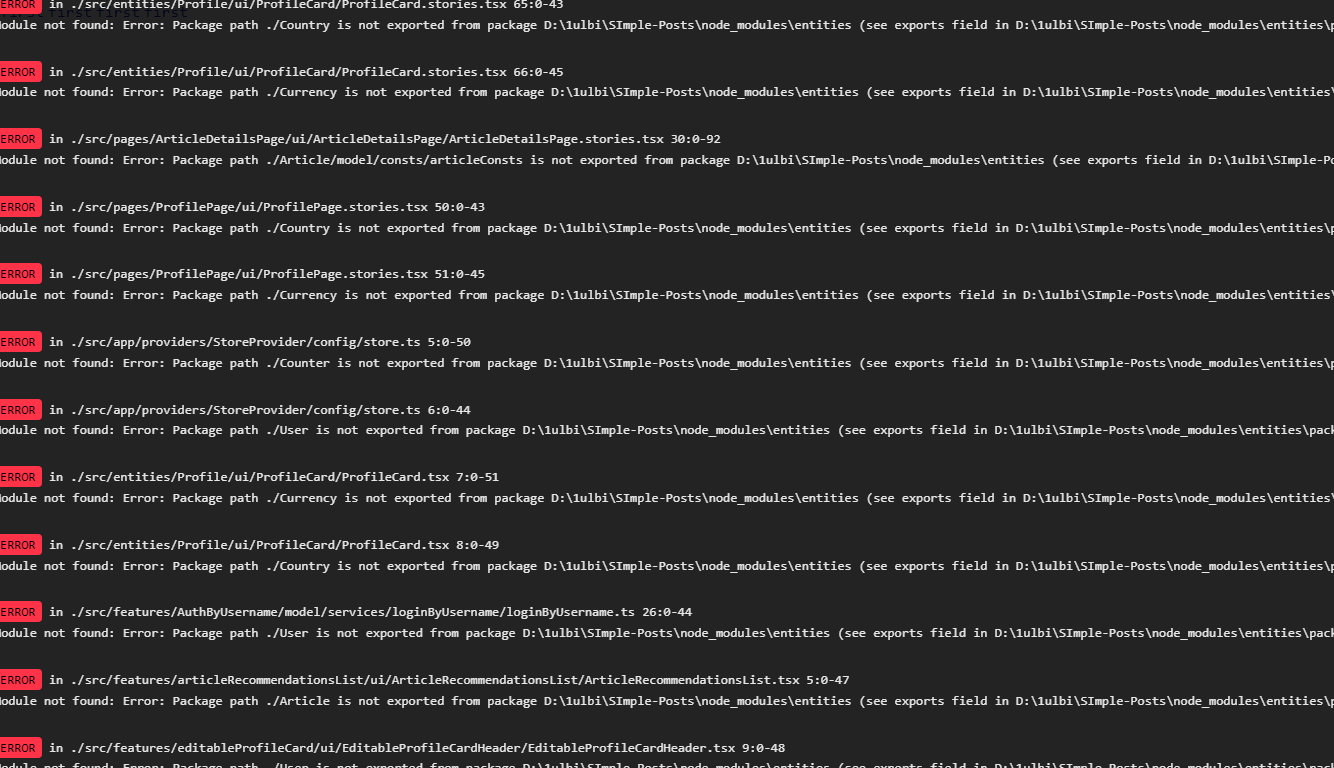 ERROR in ./src/entities/Profile/ui/ProfileCard/ProfileCard.stories.tsx 65:0-43
odule not found: Error: Package path ./Country is not exported from package D:\1ulbi\SImple-Posts\node_modules\entities (see exports field in D:\1ulbi\SImple-Posts\node_modules\entities\p
ERROR in ./src/entities/Profile/ui/ProfileCard/ProfileCard.stories.tsx 66:0-45
odule not found: Error: Package path ./Currency is not exported from package D:\1ulbi\SImple-Posts\node_modules\entities (see exports field in D:\1ulbi\SImple-Posts\node_modules\entities\
ERROR in ./src/pages/ArticleDetailsPage/ui/ArticleDetailsPage/ArticleDetailsPage.stories.tsx 30:0-92
odule not found: Error: Package path ./Article/model/consts/articleConsts is not exported from package D:\1ulbi\SImple-Posts\node_modules\entities (see exports field in D:\1ulbi\SImple-Po
ERROR in ./src/pages/ProfilePage/ui/ProfilePage.stories.tsx 50:0-43
odule not found: Error: Package path ./Country is not exported from package D:\1ulbi\SImple-Posts\node_modules\entities (see exports field in D:\1ulbi\SImple-Posts\node_modules\entities\p
ERROR in ./src/pages/ProfilePage/ui/ProfilePage.stories.tsx 51:0-45
odule not found: Error: Package path ./Currency is not exported from package D:\1ulbi\SImple-Posts\node_modules\entities (see exports field in D:\1ulbi\SImple-Posts\node_modules\entities\
ERROR in ./src/app/providers/StoreProvider/config/store.ts 5:0-50
odule not found: Error: Package path ./Counter is not exported from package D:\1ulbi\SImple-Posts\node_modules\entities (see exports field in D:\1ulbi\SImple-Posts\node_modules\entities\p
ERROR in ./src/app/providers/StoreProvider/config/store.ts 6:0-44
odule not found: Error: Package path ./User is not exported from package D:\1ulbi\SImple-Posts\node_modules\entities (see exports field in D:\1ulbi\SImple-Posts\node_modules\entities\pack
ERROR in ./src/entities/Profile/ui/ProfileCard/ProfileCard.tsx 7:0-51
odule not found: Error: Package path ./Currency is not exported from package D:\1ulbi\SImple-Posts\node_modules\entities (see exports field in D:\1ulbi\SImple-Posts\node_modules\entities\
ERROR in ./src/entities/Profile/ui/ProfileCard/ProfileCard.tsx 8:0-49
odule not found: Error: Package path ./Country is not exported from package D:\1ulbi\SImple-Posts\node_modules\entities (see exports field in D:\1ulbi\SImple-Posts\node_modules\entities\p
ERROR in ./src/features/AuthByUsername/model/services/loginByUsername/loginByUsername.ts 26:0-44
odule not found: Error: Package path ./User is not exported from package D:\1ulbi\SImple-Posts\node_modules\entities (see exports field in D:\1ulbi\SImple-Posts\node_modules\entities\pack
ERROR in ./src/features/articleRecommendationsList/ui/ArticleRecommendationsList/ArticleRecommendationsList.tsx 5:0-47
odule not found: Error: Package path ./Article is not exported from package D:\1ulbi\SImple-Posts\node_modules\entities (see exports field in D:\1ulbi\SImple-Posts\node_modules\entities\p
ERROR in ./src/features/editableProfileCard/ui/EditableProfileCardHeader/EditableProfileCardHeader.tsx 9:0-48
odule not found: Error: Package path ./User is not exported from package D:\1ulbi\SImple-Posts\node_modules\entities (see exports field in D:\1ulbi\SImple-Posts\node_modules\entities\pack